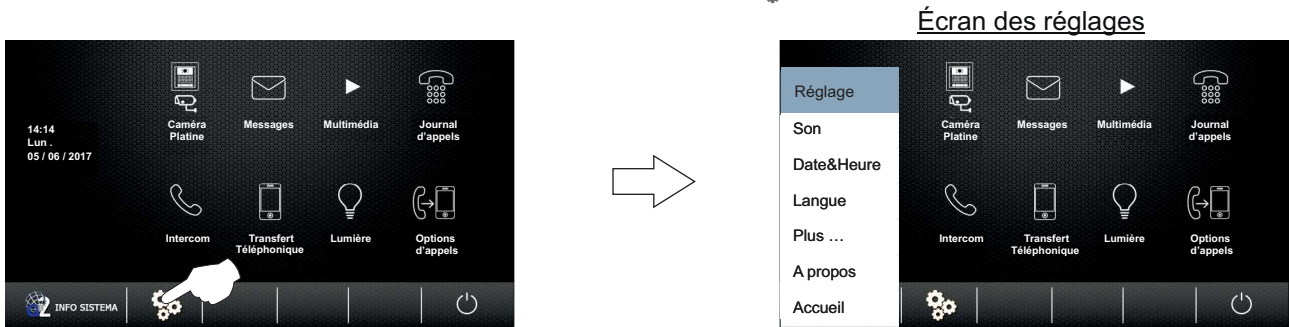 Écran des réglages
14:14
Lun .
05 / 06 / 2017
Caméra
Platine
Messages
Multimédia
Journal
d'appels
Intercom
Transfert
Téléphonique
Lumière
Options
d'appels
2 INFO SISTEMA
Réglage
Son
Date&Heure
Langue
Plus ...
A propos
Accueil
Caméra
Platine
Messages
Multimédia
Journal
d'appels
Intercom
Transfert
Téléphonique
Lumière
Options
d'appels